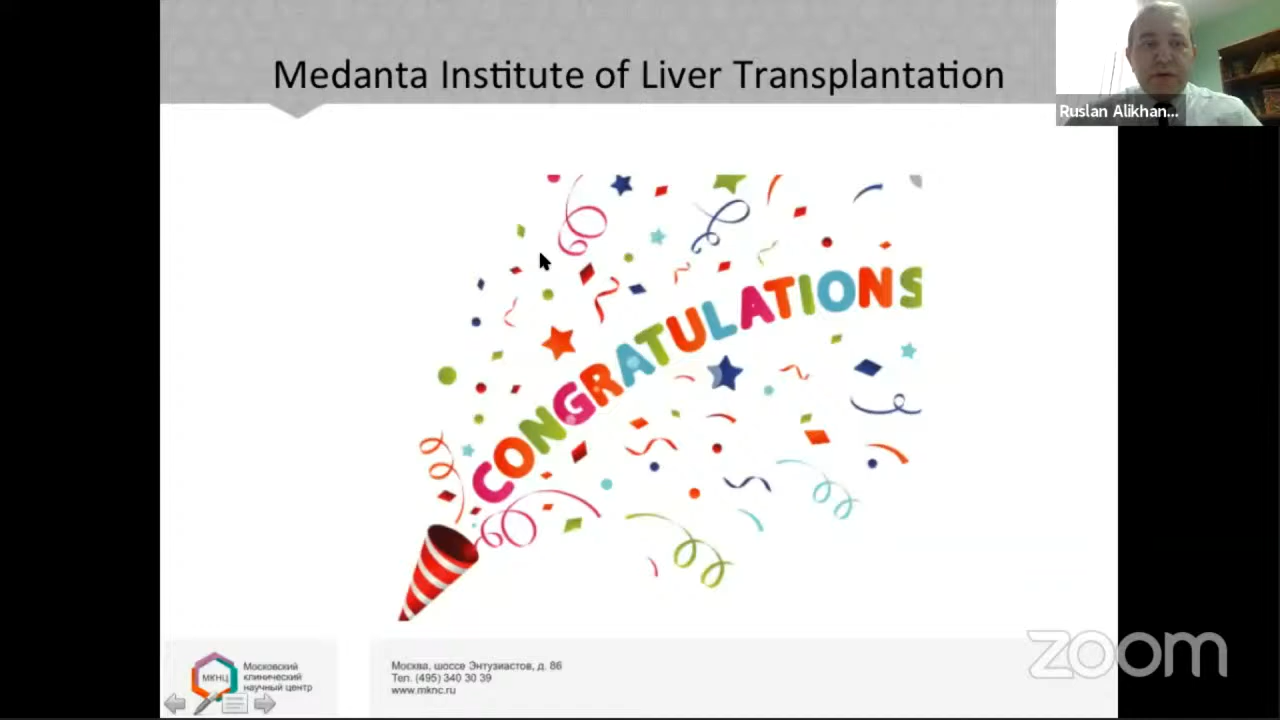 Medanta Institute of Liver Transplantation
Ruslan Alikhan...
CONGRATULATIONS
МКНЦ
Московский
клинический
научный центр
Москва, шоссе Энтузиастов, д. 86
Тел. (495) 340 30 39
www.mknc.ru
zoom